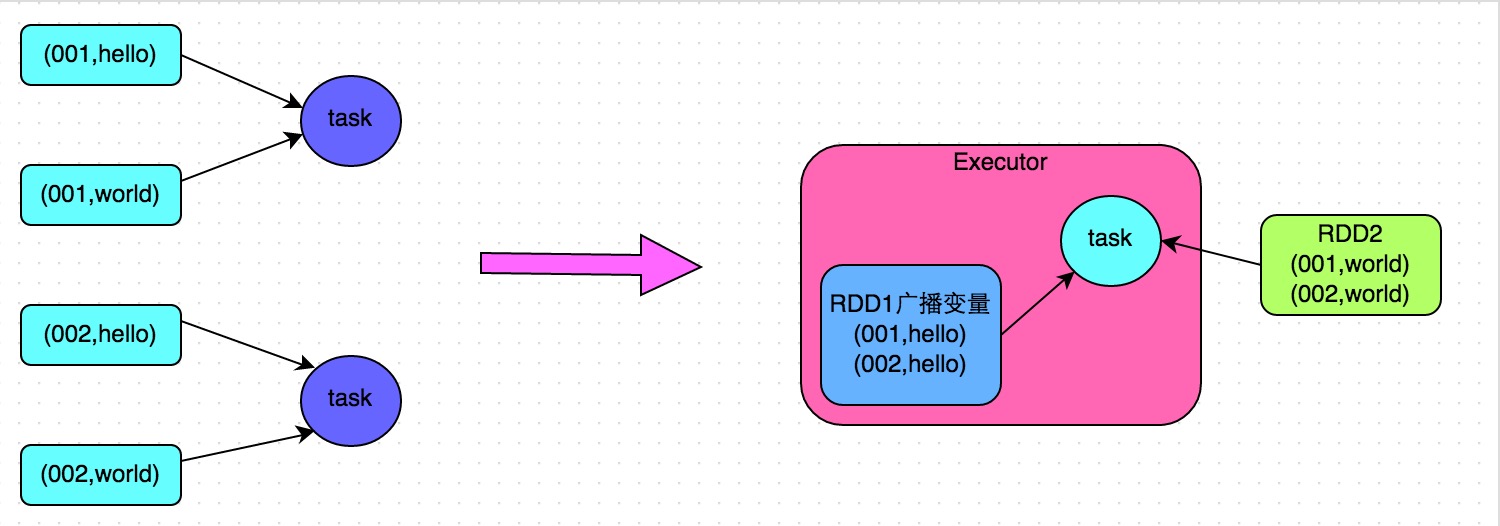 (001,hello)
task
(001,world)
(002,hello)
task
(002,world)
Executor
task
RDD1广播变量
(001,hello)
(002,hello)
RDD2
(001,world)
(002,world)